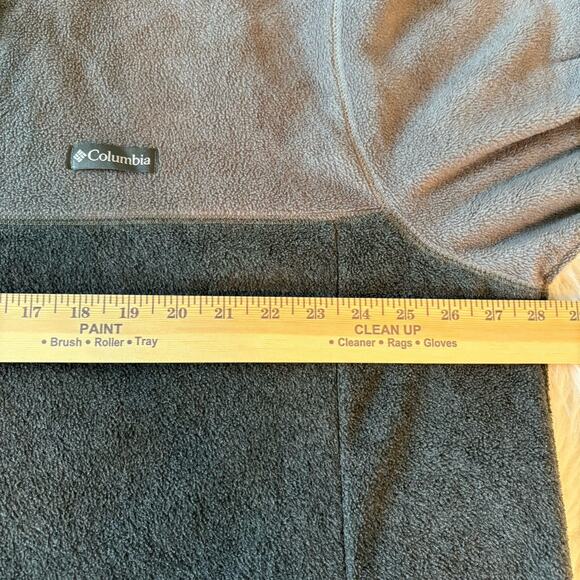 Columbia
17 18 19 20 21 22 23 24 25 26 27 28 2
PAINT CLEAN UP
• Brush • Roller • Tray • Cleaner • Rags • Gloves